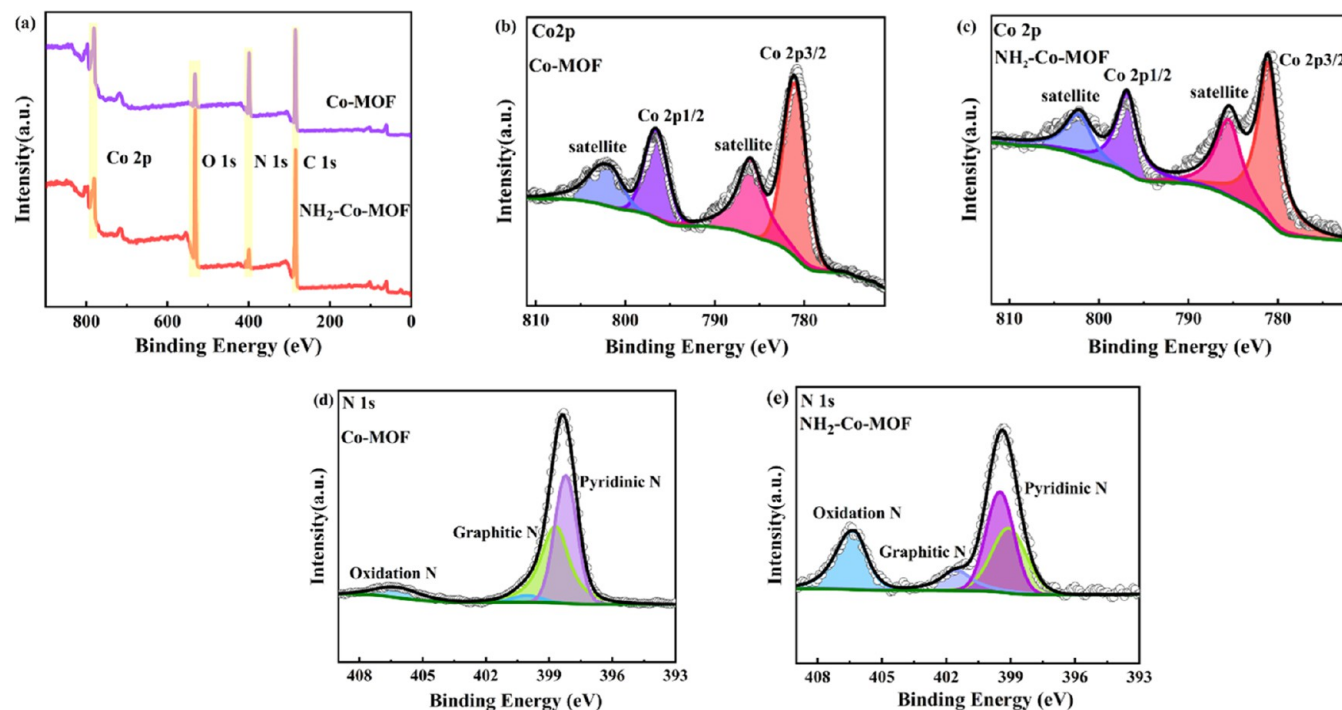 (a)
Co-MOF
Co 2p
O 1s
N 1s
C 1s
NH₂-Co-MOF
Intensity(a.u.)
800
600
400
200
0
Binding Energy (eV)
(b)
Co2p
Co-MOF
Co 2p3/2
Co 2p1/2
satellite
satellite
Intensity(a.u.)
810
800
790
780
Binding Energy (eV)
(c)
Co 2p
NH₂-Co-MOF
Co 2p3/2
Co 2p1/2
satellite
satellite
Intensity(a.u.)
810
800
790
780
Binding Energy (eV)
(d)
N 1s
Co-MOF
Pyridinic N
Graphitic N
Oxidation N
Intensity(a.u.)
408
405
402
399
396
393
Binding Energy (eV)
(e)
N 1s
NH₂-Co-MOF
Pyridinic N
Oxidation N
Graphitic N
Intensity(a.u.)
408
405
402
399
396
393
Binding Energy (eV)